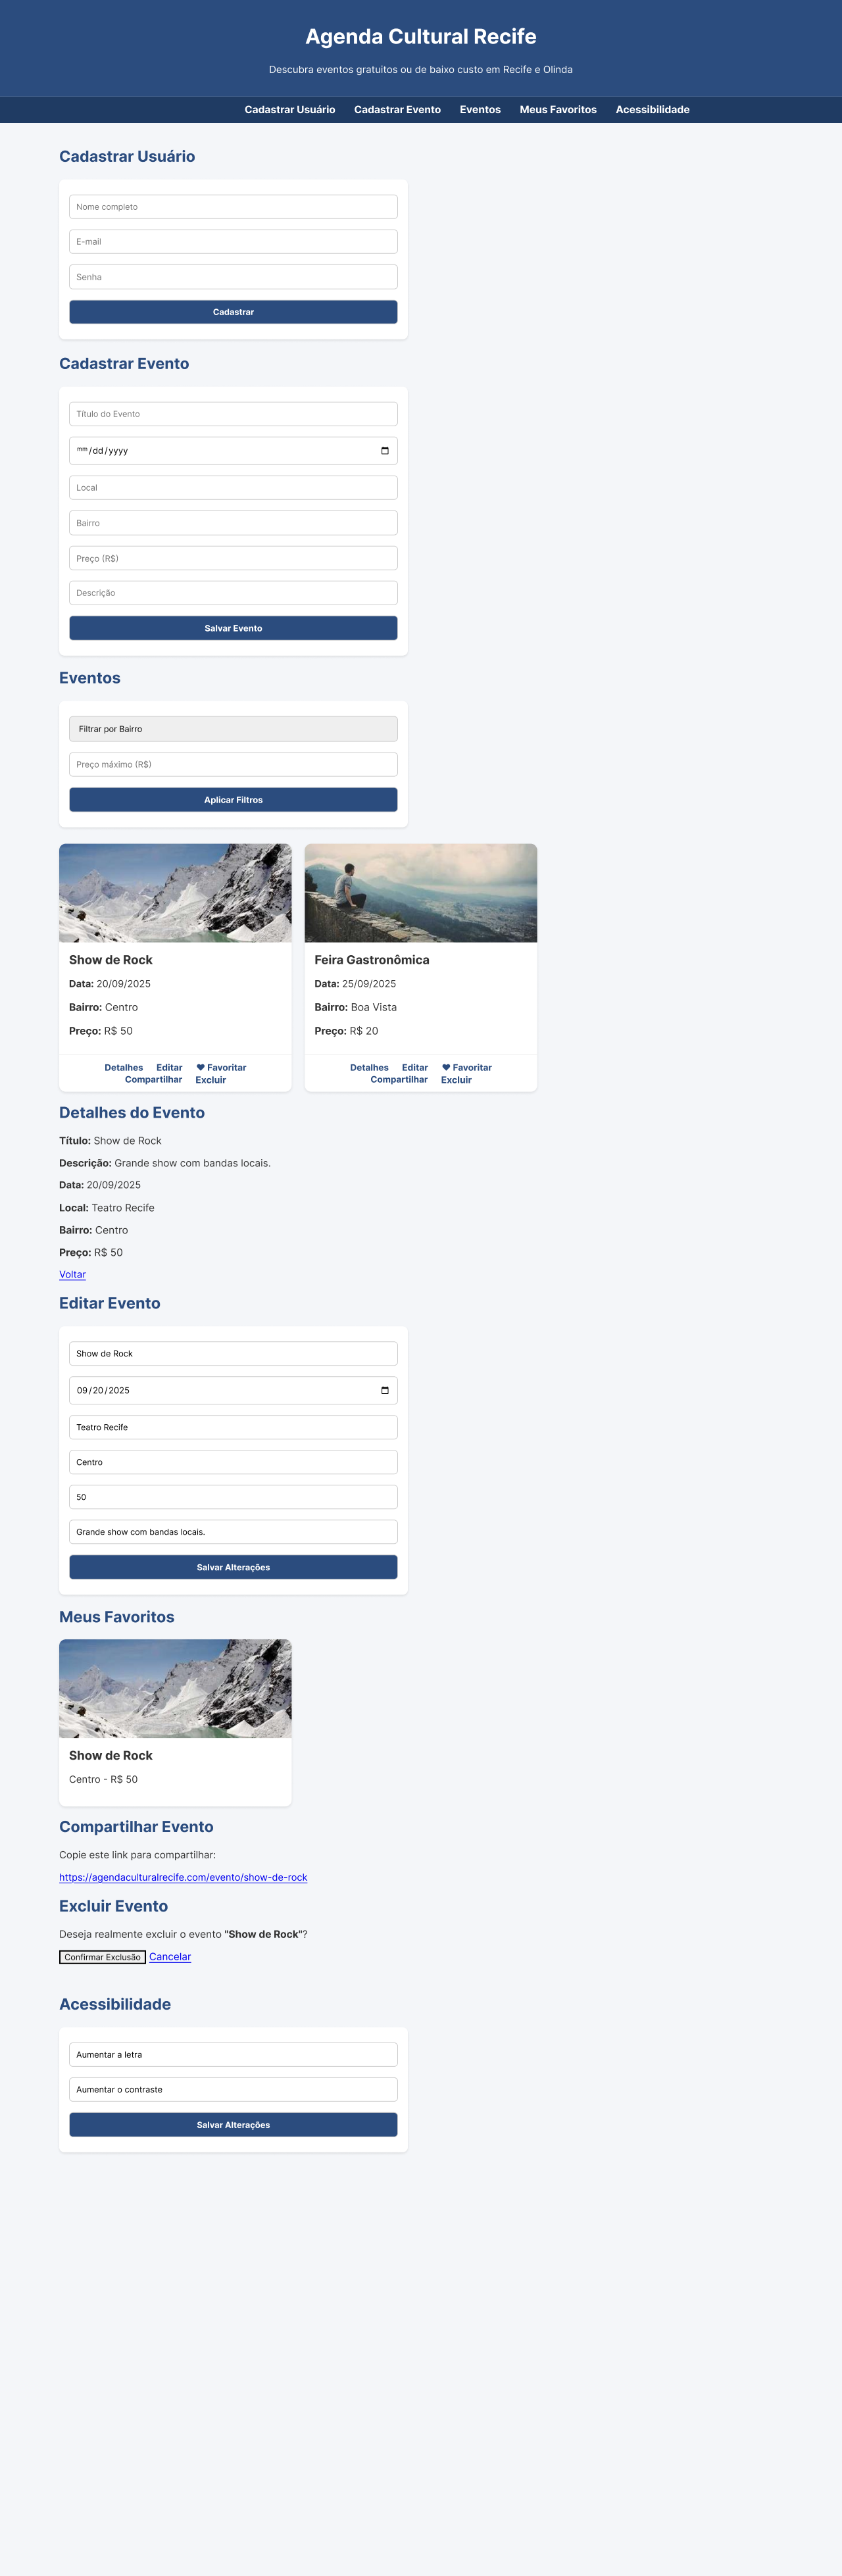 Agenda Cultural Recife
Descubra eventos gratuitos ou de baixo custo em Recife e Olinda
Cadastrar Usuário Cadastrar Evento Eventos Meus Favoritos Acessibilidade
Cadastrar Usuário
Nome completo
E-mail
Senha
Cadastrar
Cadastrar Evento
Título do Evento
mm/dd/yyyy
Local
Bairro
Preço (R$)
Descrição
Salvar Evento
Eventos
Filtrar por Bairro
Preço máximo (R$)
Aplicar Filtros
Show de Rock
Data: 20/09/2025
Bairro: Centro
Preço: R$ 50
Detalhes Editar ♥ Favoritar
Compartilhar Excluir
Feira Gastronômica
Data: 25/09/2025
Bairro: Boa Vista
Preço: R$ 20
Detalhes Editar ♥ Favoritar
Compartilhar Excluir
Detalhes do Evento
Título: Show de Rock
Descrição: Grande show com bandas locais.
Data: 20/09/2025
Local: Teatro Recife
Bairro: Centro
Preço: R$ 50
Voltar
Editar Evento
Show de Rock
09/20/2025
Teatro Recife
Centro
50
Grande show com bandas locais.
Salvar Alterações
Meus Favoritos
Show de Rock
Centro - R$ 50
Compartilhar Evento
Copie este link para compartilhar:
https://agendaculturalrecife.com/evento/show-de-rock
Excluir Evento
Deseja realmente excluir o evento "Show de Rock"?
Confirmar Exclusão Cancelar
Acessibilidade
Aumentar a letra
Aumentar o contraste
Salvar Alterações